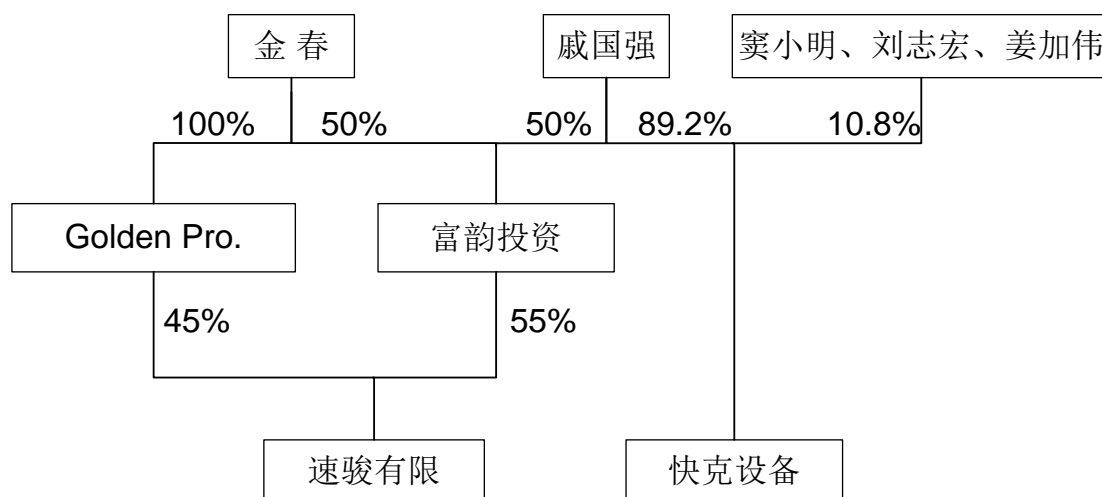 金 春
戚国强
窦小明、刘志宏、姜加伟
100%
50%
50%
89.2%
10.8%
Golden Pro.
富韵投资
45%
55%
速骏有限
快克设备